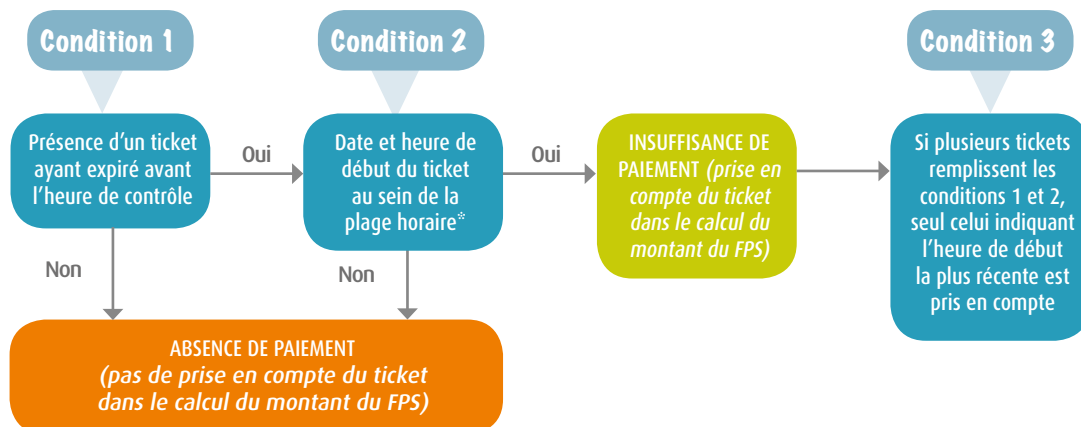 Condition 1
Présence d'un ticket
ayant expiré avant
l'heure de contrôle
Oui
Non
Condition 2
Date et heure de
début du ticket
au sein de la
plage horaire*
Oui
Non
INSUFFISANCE DE
PAIEMENT (prise en
compte du ticket
dans le calcul du
montant du FPS)
Condition 3
Si plusieurs tickets
remplissent les
conditions 1 et 2,
seul celui indiquant
l'heure de début
la plus récente est
pris en compte
ABSENCE DE PAIEMENT
(pas de prise en compte du ticket
dans le calcul du montant du FPS)